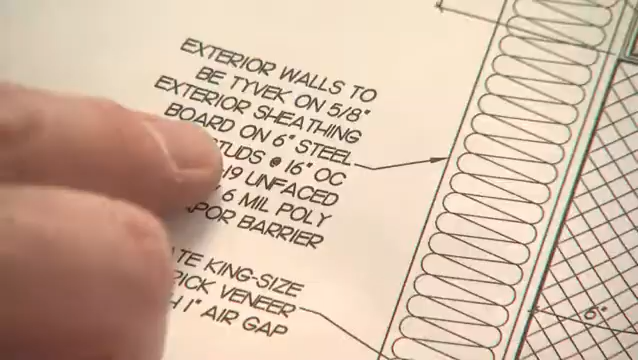 EXTERIOR WALLS TO
BE TYVEK ON 5/8"
EXTERIOR SHEATHING
BOARD ON 6" STEEL
TUDS @ 16" OC
19 UNFACED
6 MIL POLY
POR BARRIER
TE KING-SIZE
RICK VENEER
H 1" AIR GAP
6"